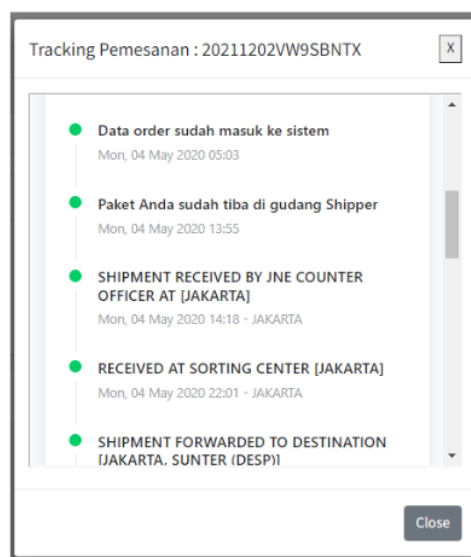 Tracking Pemesanan : 20211202VW9SBNTX
X
Data order sudah masuk ke sistem
Mon, 04 May 2020 05:03
Paket Anda sudah tiba di gudang Shipper
Mon, 04 May 2020 13:55
SHIPMENT RECEIVED BY JNE COUNTER
OFFICER AT [JAKARTA]
Mon, 04 May 2020 14:18 - JAKARTA
RECEIVED AT SORTING CENTER [JAKARTA]
Mon, 04 May 2020 22:01 - JAKARTA
SHIPMENT FORWARDED TO DESTINATION
[JAKARTA, SUNTER (DESP)]
Close